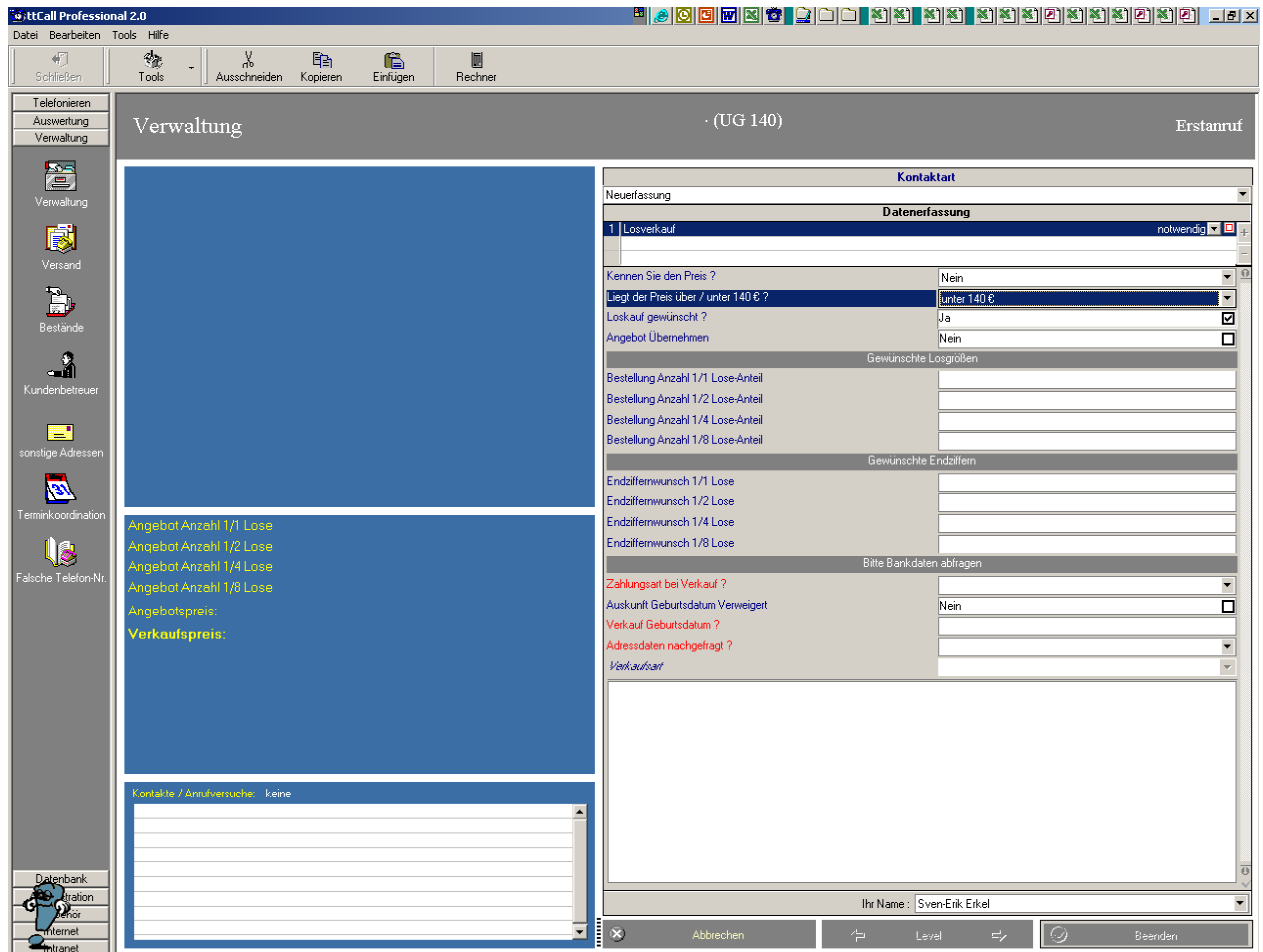 ttCall Professional 2.0
Datei Bearbeiten Tools Hilfe
Schließen Tools Ausschneiden Kopieren Einfügen Rechner
Telefonieren
Auswertung
Verwaltung
Verwaltung · (UG 140) Erstanruf
Verwaltung
Versand
Bestände
Kundenbetreuer
sonstige Adressen
31
Terminkoordination
Falsche Telefon-Nr.
Datenbank
Internet
Intranet
Angebot Anzahl 1/1 Lose
Angebot Anzahl 1/2 Lose
Angebot Anzahl 1/4 Lose
Angebot Anzahl 1/8 Lose
Angebotspreis:
Verkaufspreis:
Kontakte / Anrufversuche: keine
Kontaktart
Neuerfassung
Datenerfassung
1 Losverkauf notwendig
Kennen Sie den Preis ? Nein
Liegt der Preis über / unter 140 € ? unter 140 €
Loskauf gewünscht ? Ja
Angebot Übernehmen Nein
Gewünschte Losgrößen
Bestellung Anzahl 1/1 Lose-Anteil
Bestellung Anzahl 1/2 Lose-Anteil
Bestellung Anzahl 1/4 Lose-Anteil
Bestellung Anzahl 1/8 Lose-Anteil
Gewünschte Endziffern
Endziffernwunsch 1/1 Lose
Endziffernwunsch 1/2 Lose
Endziffernwunsch 1/4 Lose
Endziffernwunsch 1/8 Lose
Bitte Bankdaten abfragen
Zahlungsart bei Verkauf ?
Auskunft Geburtsdatum Verweigert Nein
Verkauf Geburtsdatum ?
Adressdaten nachgefragt ?
Verkaufsart
Ihr Name : Sven-Erik Erkel
Abbrechen Level Beenden